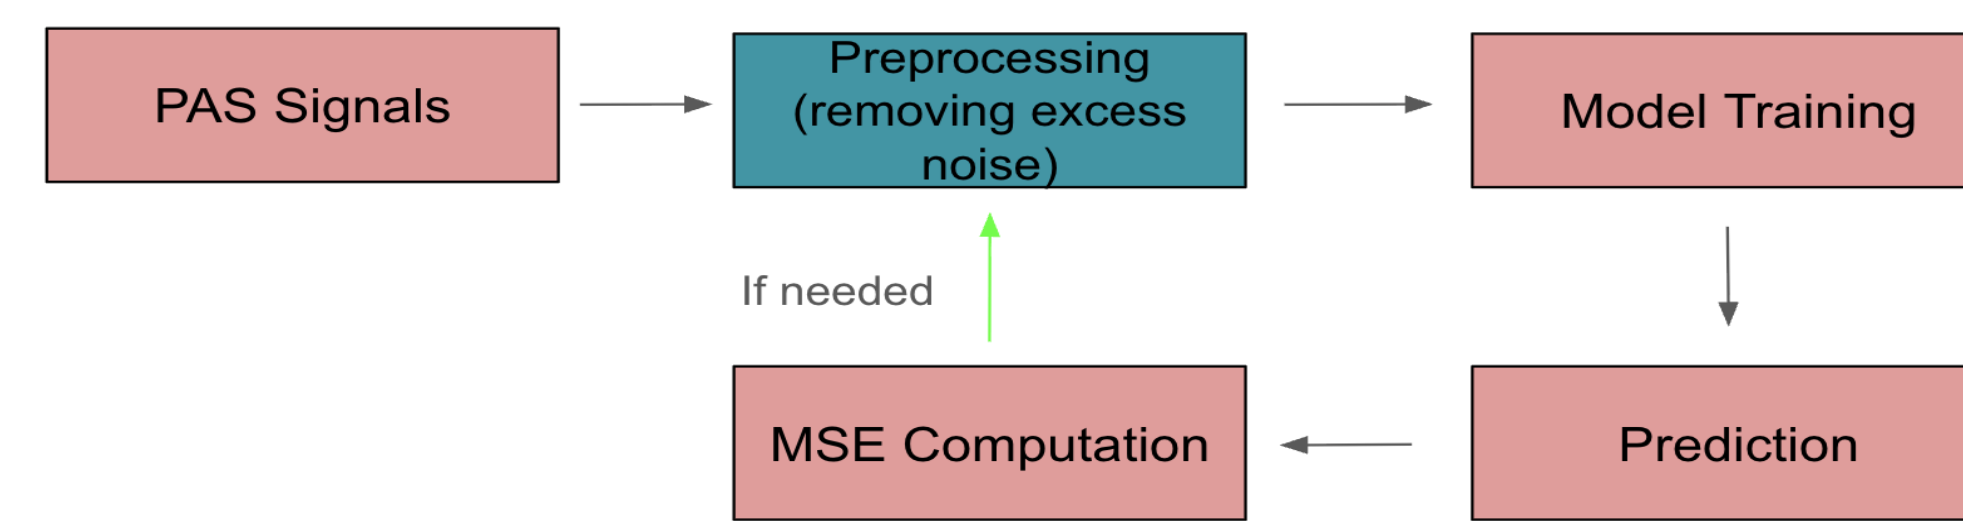 PAS Signals
Preprocessing
(removing excess
noise)
Model Training
If needed
MSE Computation
Prediction